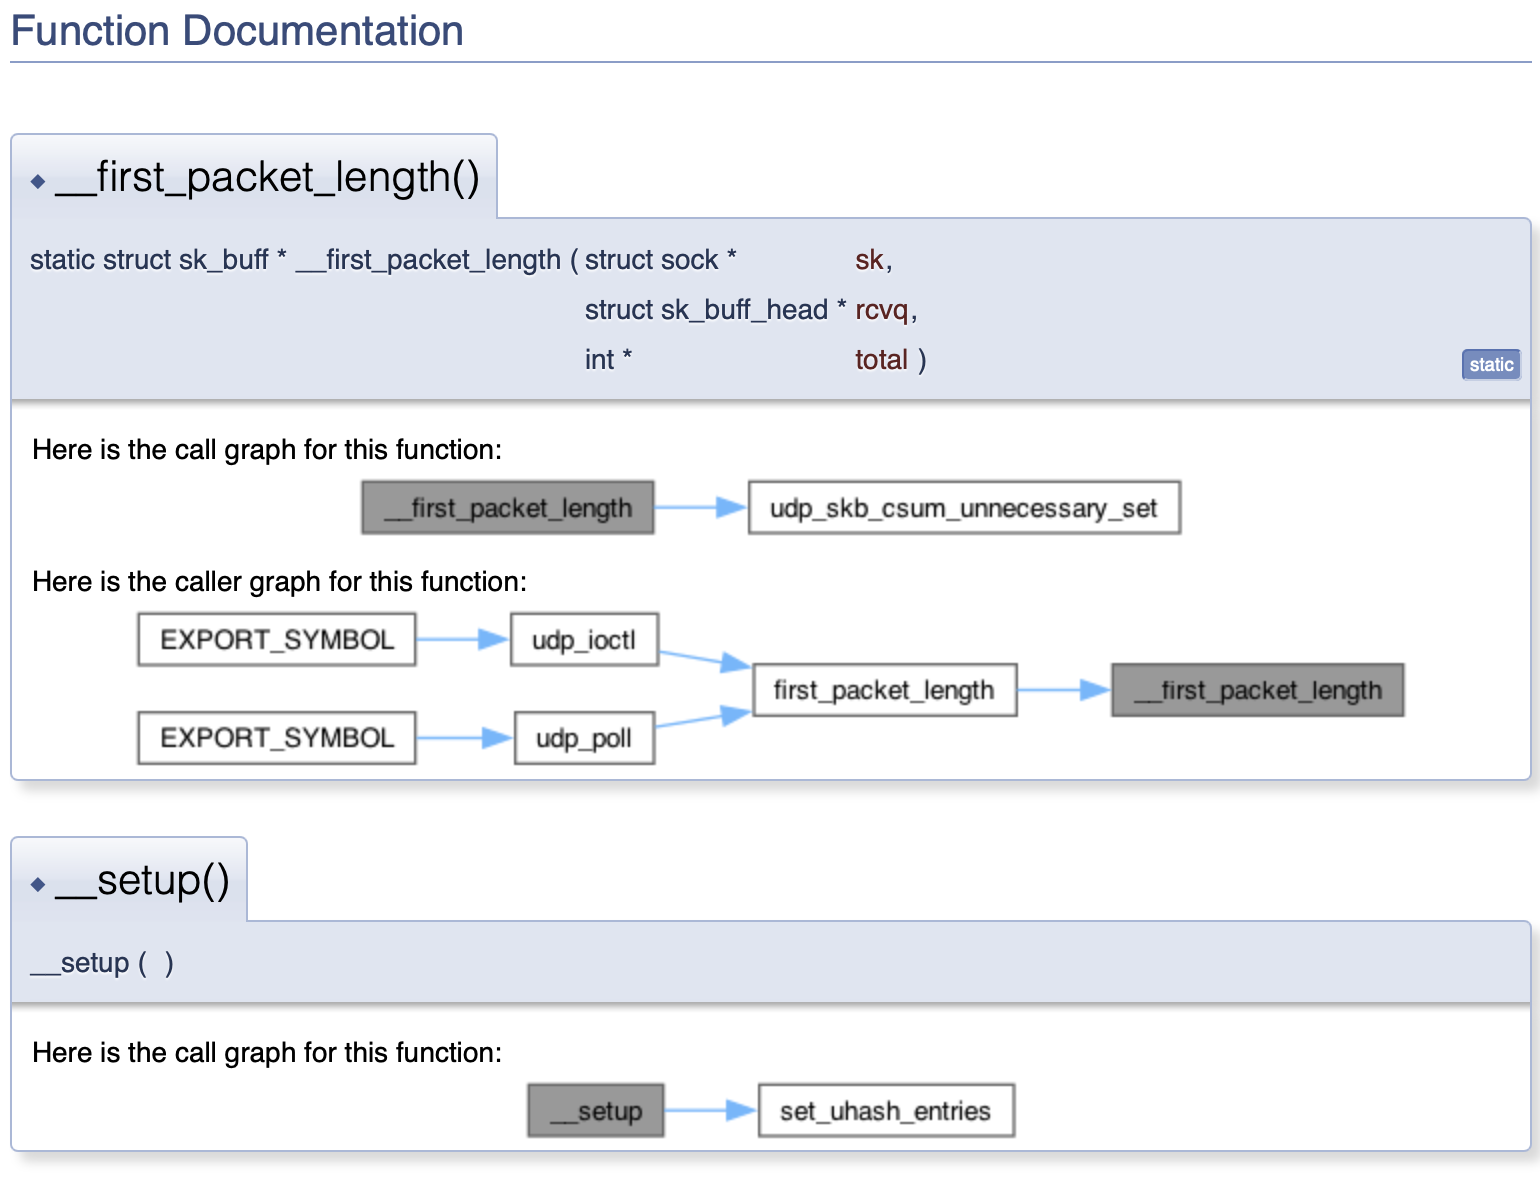 Function Documentation
__first_packet_length()
static struct sk_buff * __first_packet_length ( struct sock * sk,
struct sk_buff_head * rcvq,
int * total )
static
Here is the call graph for this function:
__first_packet_length udp_skb_csum_unnecessary_set
Here is the caller graph for this function:
EXPORT_SYMBOL udp_ioctl
first_packet_length __first_packet_length
EXPORT_SYMBOL udp_poll
__setup()
__setup ( )
Here is the call graph for this function:
__setup set_uhash_entries